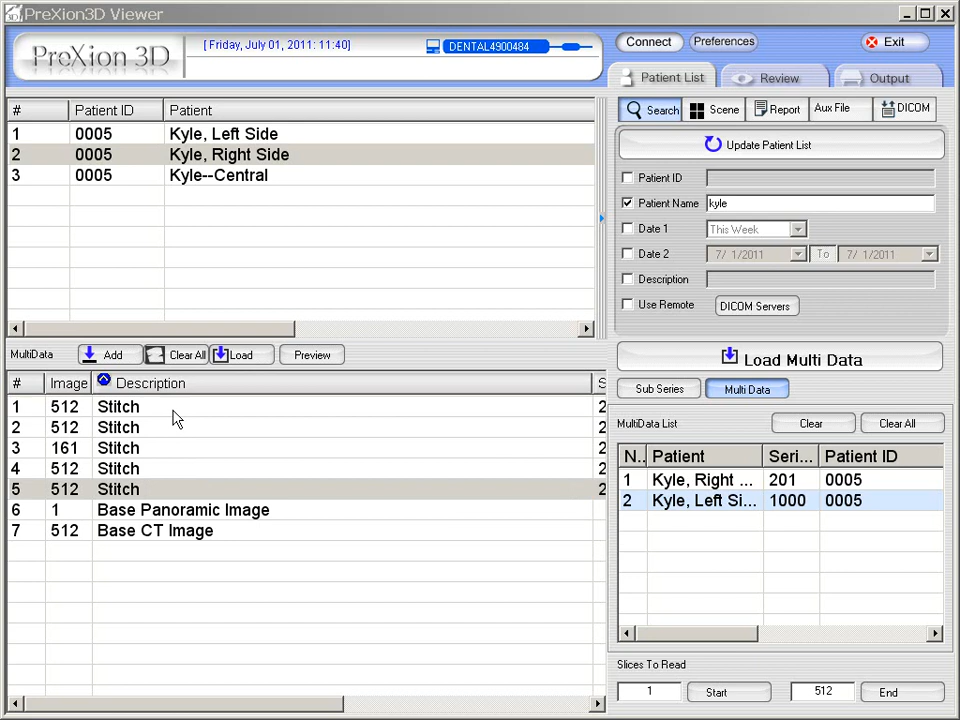 PreXion3D Viewer
PreXion 3D
[ Friday, July 01, 2011: 11:40]
DENTAL4900484
Connect
Preferences
Exit
Patient List
Review
Output
# Patient ID Patient
1 0005 Kyle, Left Side
2 0005 Kyle, Right Side
3 0005 Kyle--Central
Search
Scene
Report
Aux File
DICOM
Update Patient List
Patient ID
Patient Name kyle
Date 1 This Week
Date 2 7/ 1/2011 To 7/ 1/2011
Description
Use Remote DICOM Servers
MultiData Add Clear All Load Preview
# Image Description S
1 512 Stitch 2
2 512 Stitch 2
3 161 Stitch 2
4 512 Stitch 2
5 512 Stitch 2
6 1 Base Panoramic Image
7 512 Base CT Image
Load Multi Data
Sub Series Multi Data
MultiData List Clear Clear All
N.. Patient Seri... Patient ID
1 Kyle, Right ... 201 0005
2 Kyle, Left Si... 1000 0005
Slices To Read
1 Start 512 End